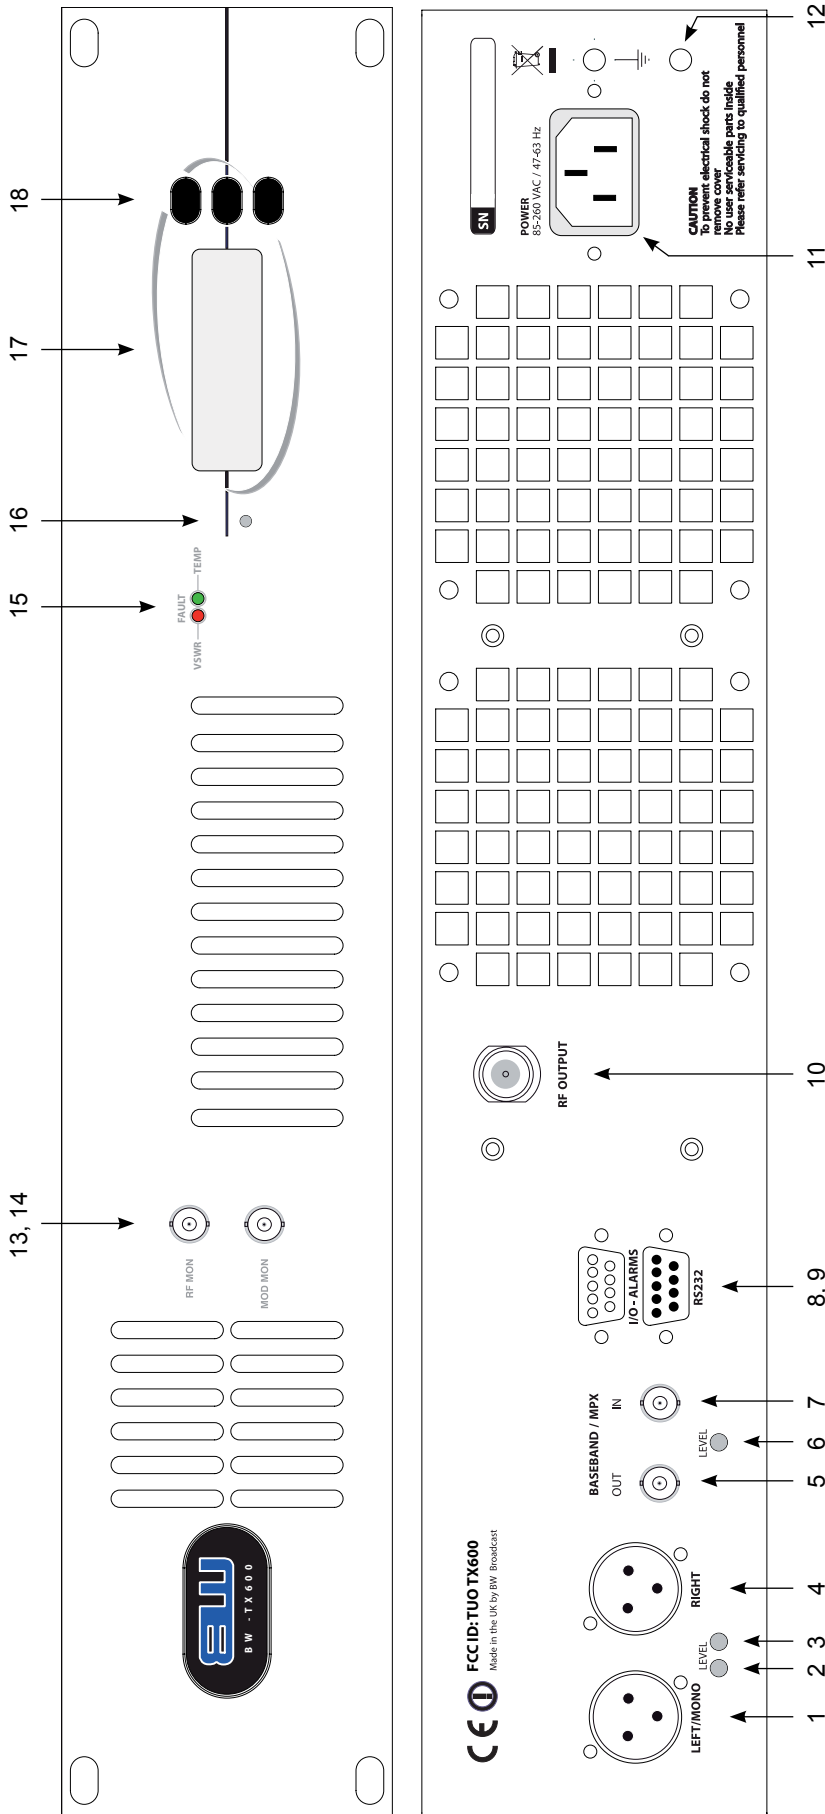 13, 14
15
16
17
18
BW
BW - TX600
RF MON
MOD MON
FAULT
VSWR
TEMP
CE
FCC ID: TUOTX600
Made in the UK by BW Broadcast
LEFT/MONO
LEVEL
RIGHT
BASEBAND / MPX
OUT
IN
LEVEL
I/O - ALARMS
RS232
RF OUTPUT
SN
POWER
85-260 VAC / 47-63 Hz
CAUTION
To prevent electrical shock do not
remove cover
No user serviceable parts inside
Please refer servicing to qualified personnel
1
2
3
4
5
6
7
8, 9
10
11
12